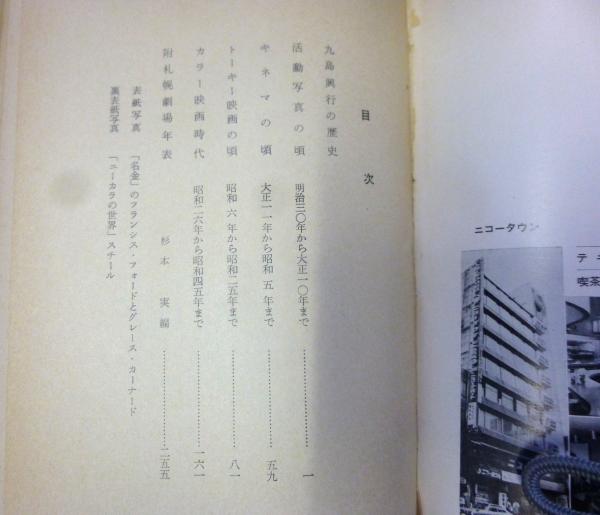 目次
九島興行の歴史
活動写真の頃 明治三〇年から大正一〇年まで…………………一
キネマの頃 大正一一年から昭和五年まで…………………五九
トーキー映画の頃 昭和六年から昭和二五年まで…………………八一
カラー映画時代 昭和二六年から昭和四五年まで…………………一六一
附札幌劇場年表 杉本実編…………………二五五
表紙写真 「名金」のフランシス・フォードとグレース・カーナード
裏表紙写真 「ニーカラの世界」スチール
ニコータウン
テキ
喫茶